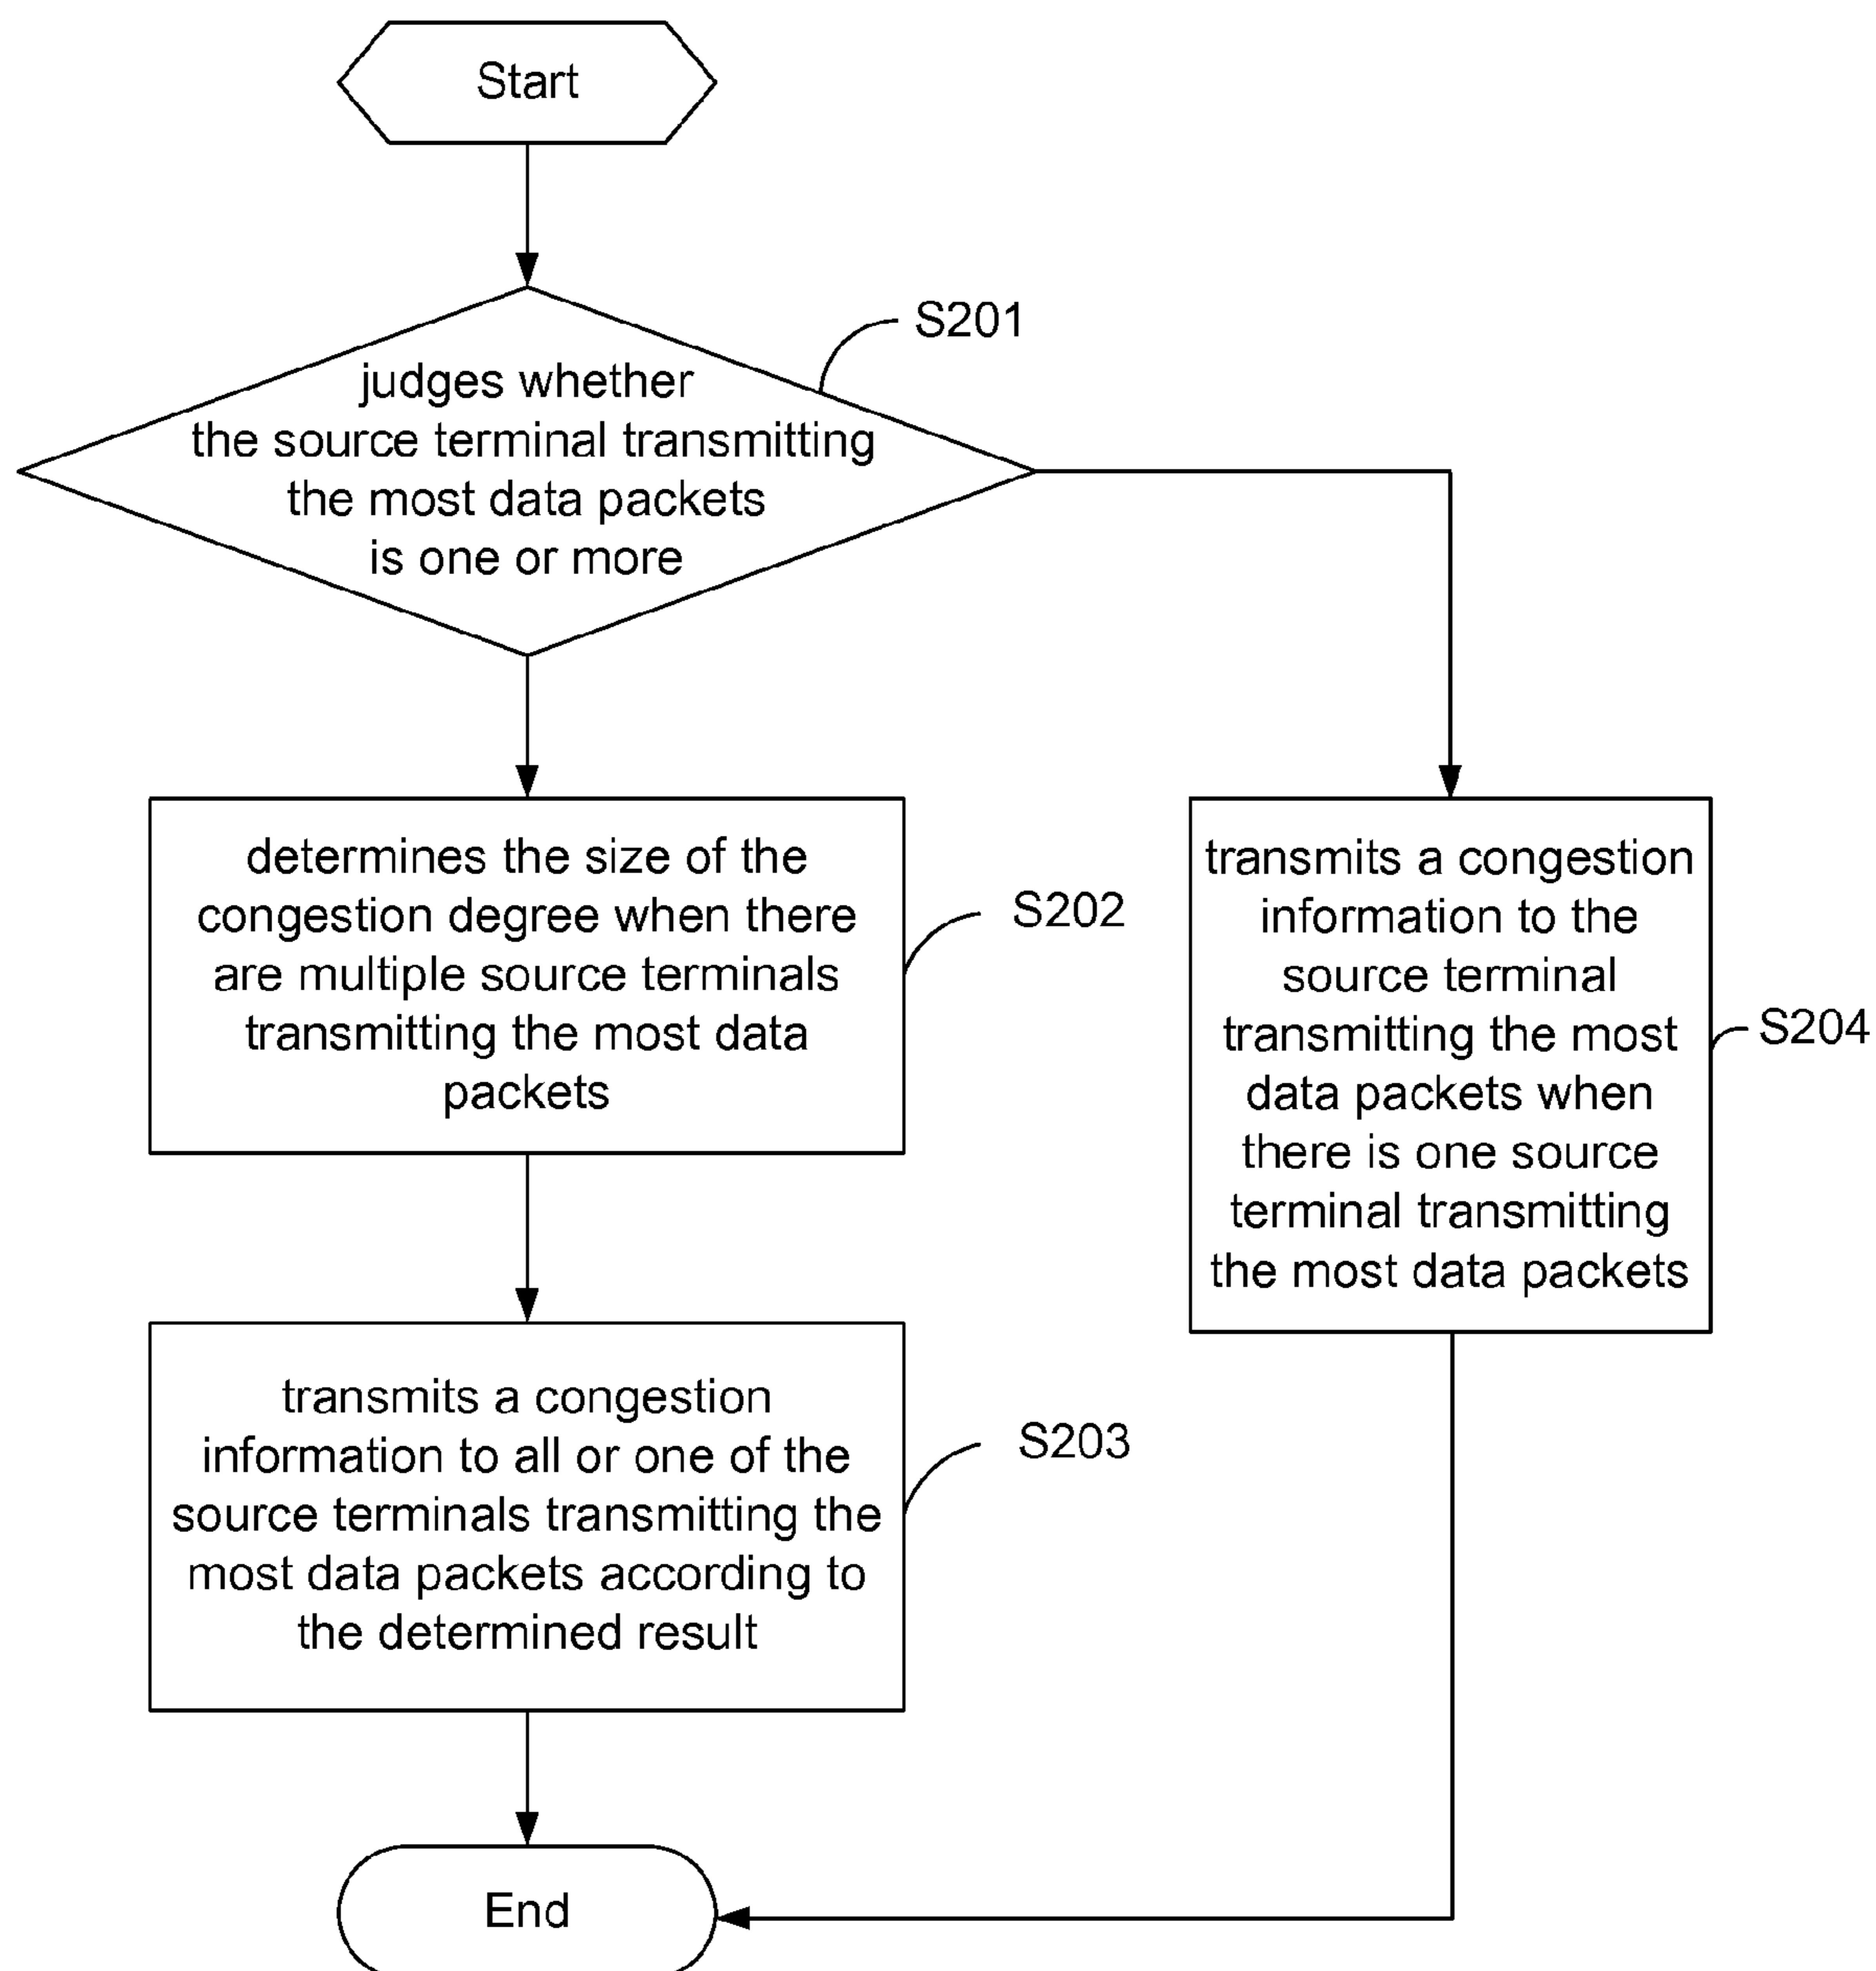 Start
S201
judges whether
the source terminal transmitting
the most data packets
is one or more
determines the size of the
congestion degree when there
are multiple source terminals
transmitting the most data
packets
S202
transmits a congestion
information to the
source terminal
transmitting the most
data packets when
there is one source
terminal transmitting
the most data packets
S204
transmits a congestion
information to all or one of the
source terminals transmitting the
most data packets according to
the determined result
S203
End